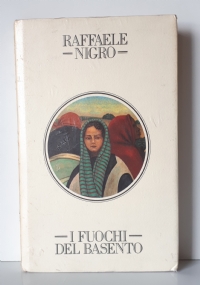 RAFFAELE
NIGRO
I FUOCHI
DEL BASENTO